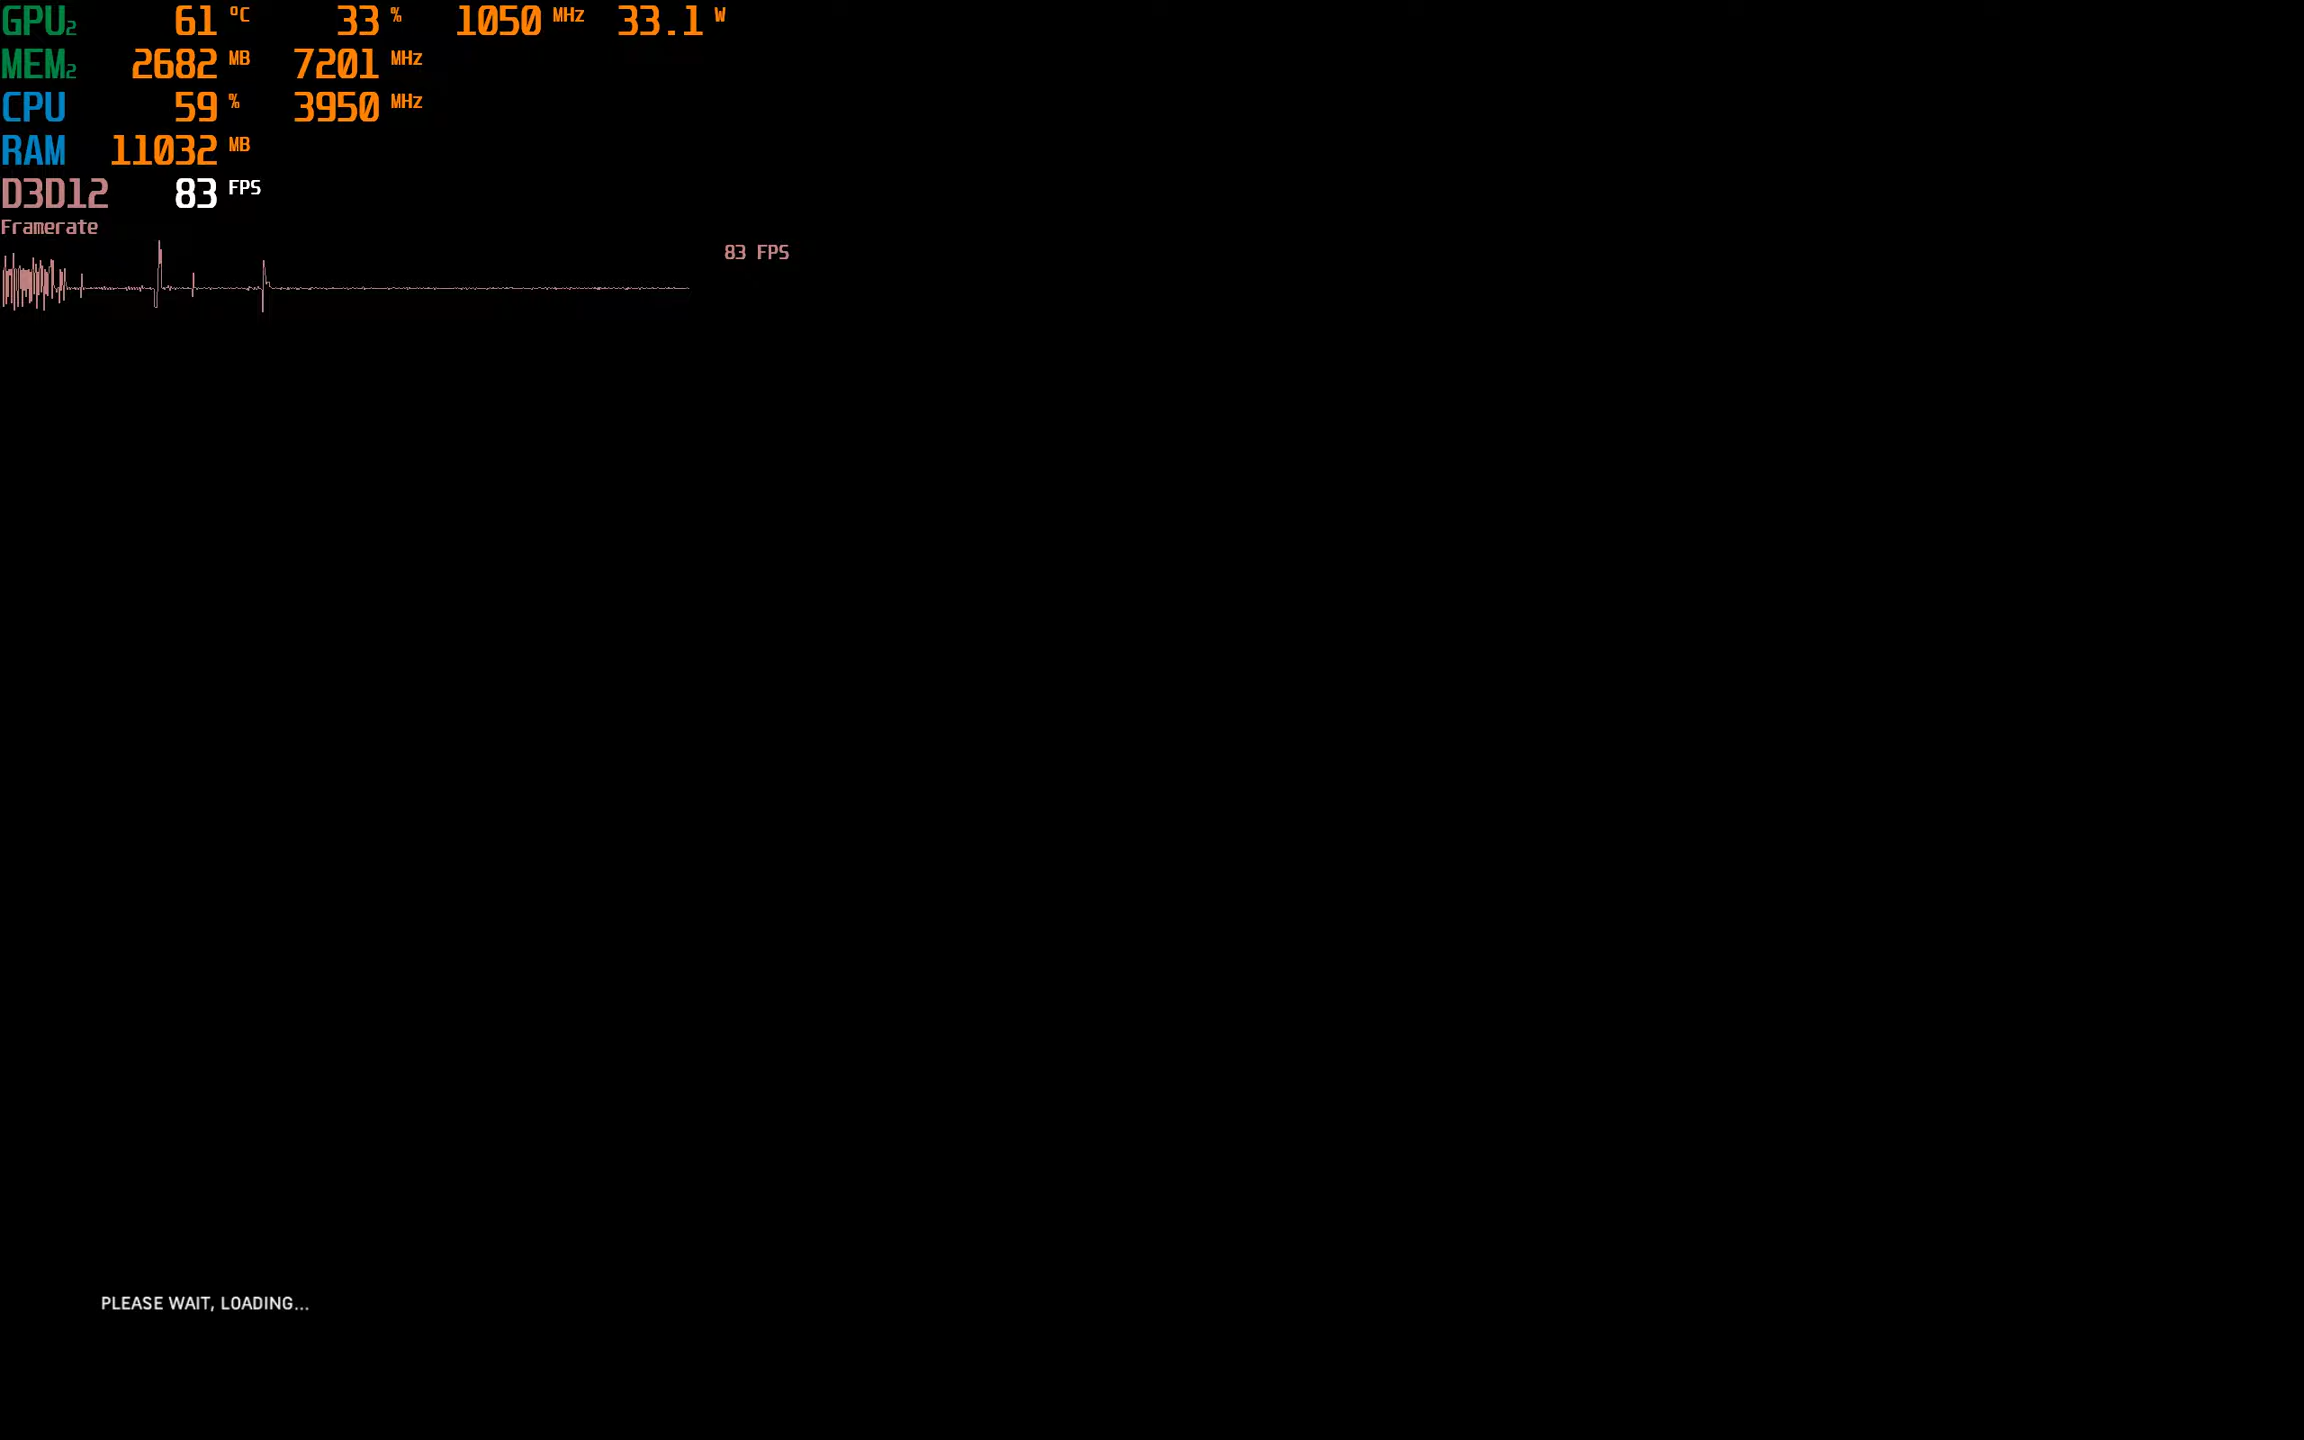 GPU2 61 °C 33 % 1050 MHz 33.1 W
MEM2 2682 MB 7201 MHz
CPU 59 % 3950 MHz
RAM 11032 MB
D3D12 83 FPS
Framerate
83 FPS
PLEASE WAIT, LOADING...